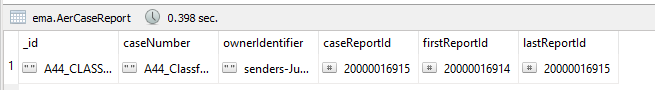 ema.AerCaseReport 0.398 sec.
_id caseNumber ownerIdentifier caseReportId firstReportId lastReportId
1 "" A44_CLASS... "" A44_Classf... "" senders-Ju... # 20000016915 # 20000016914 # 20000016915